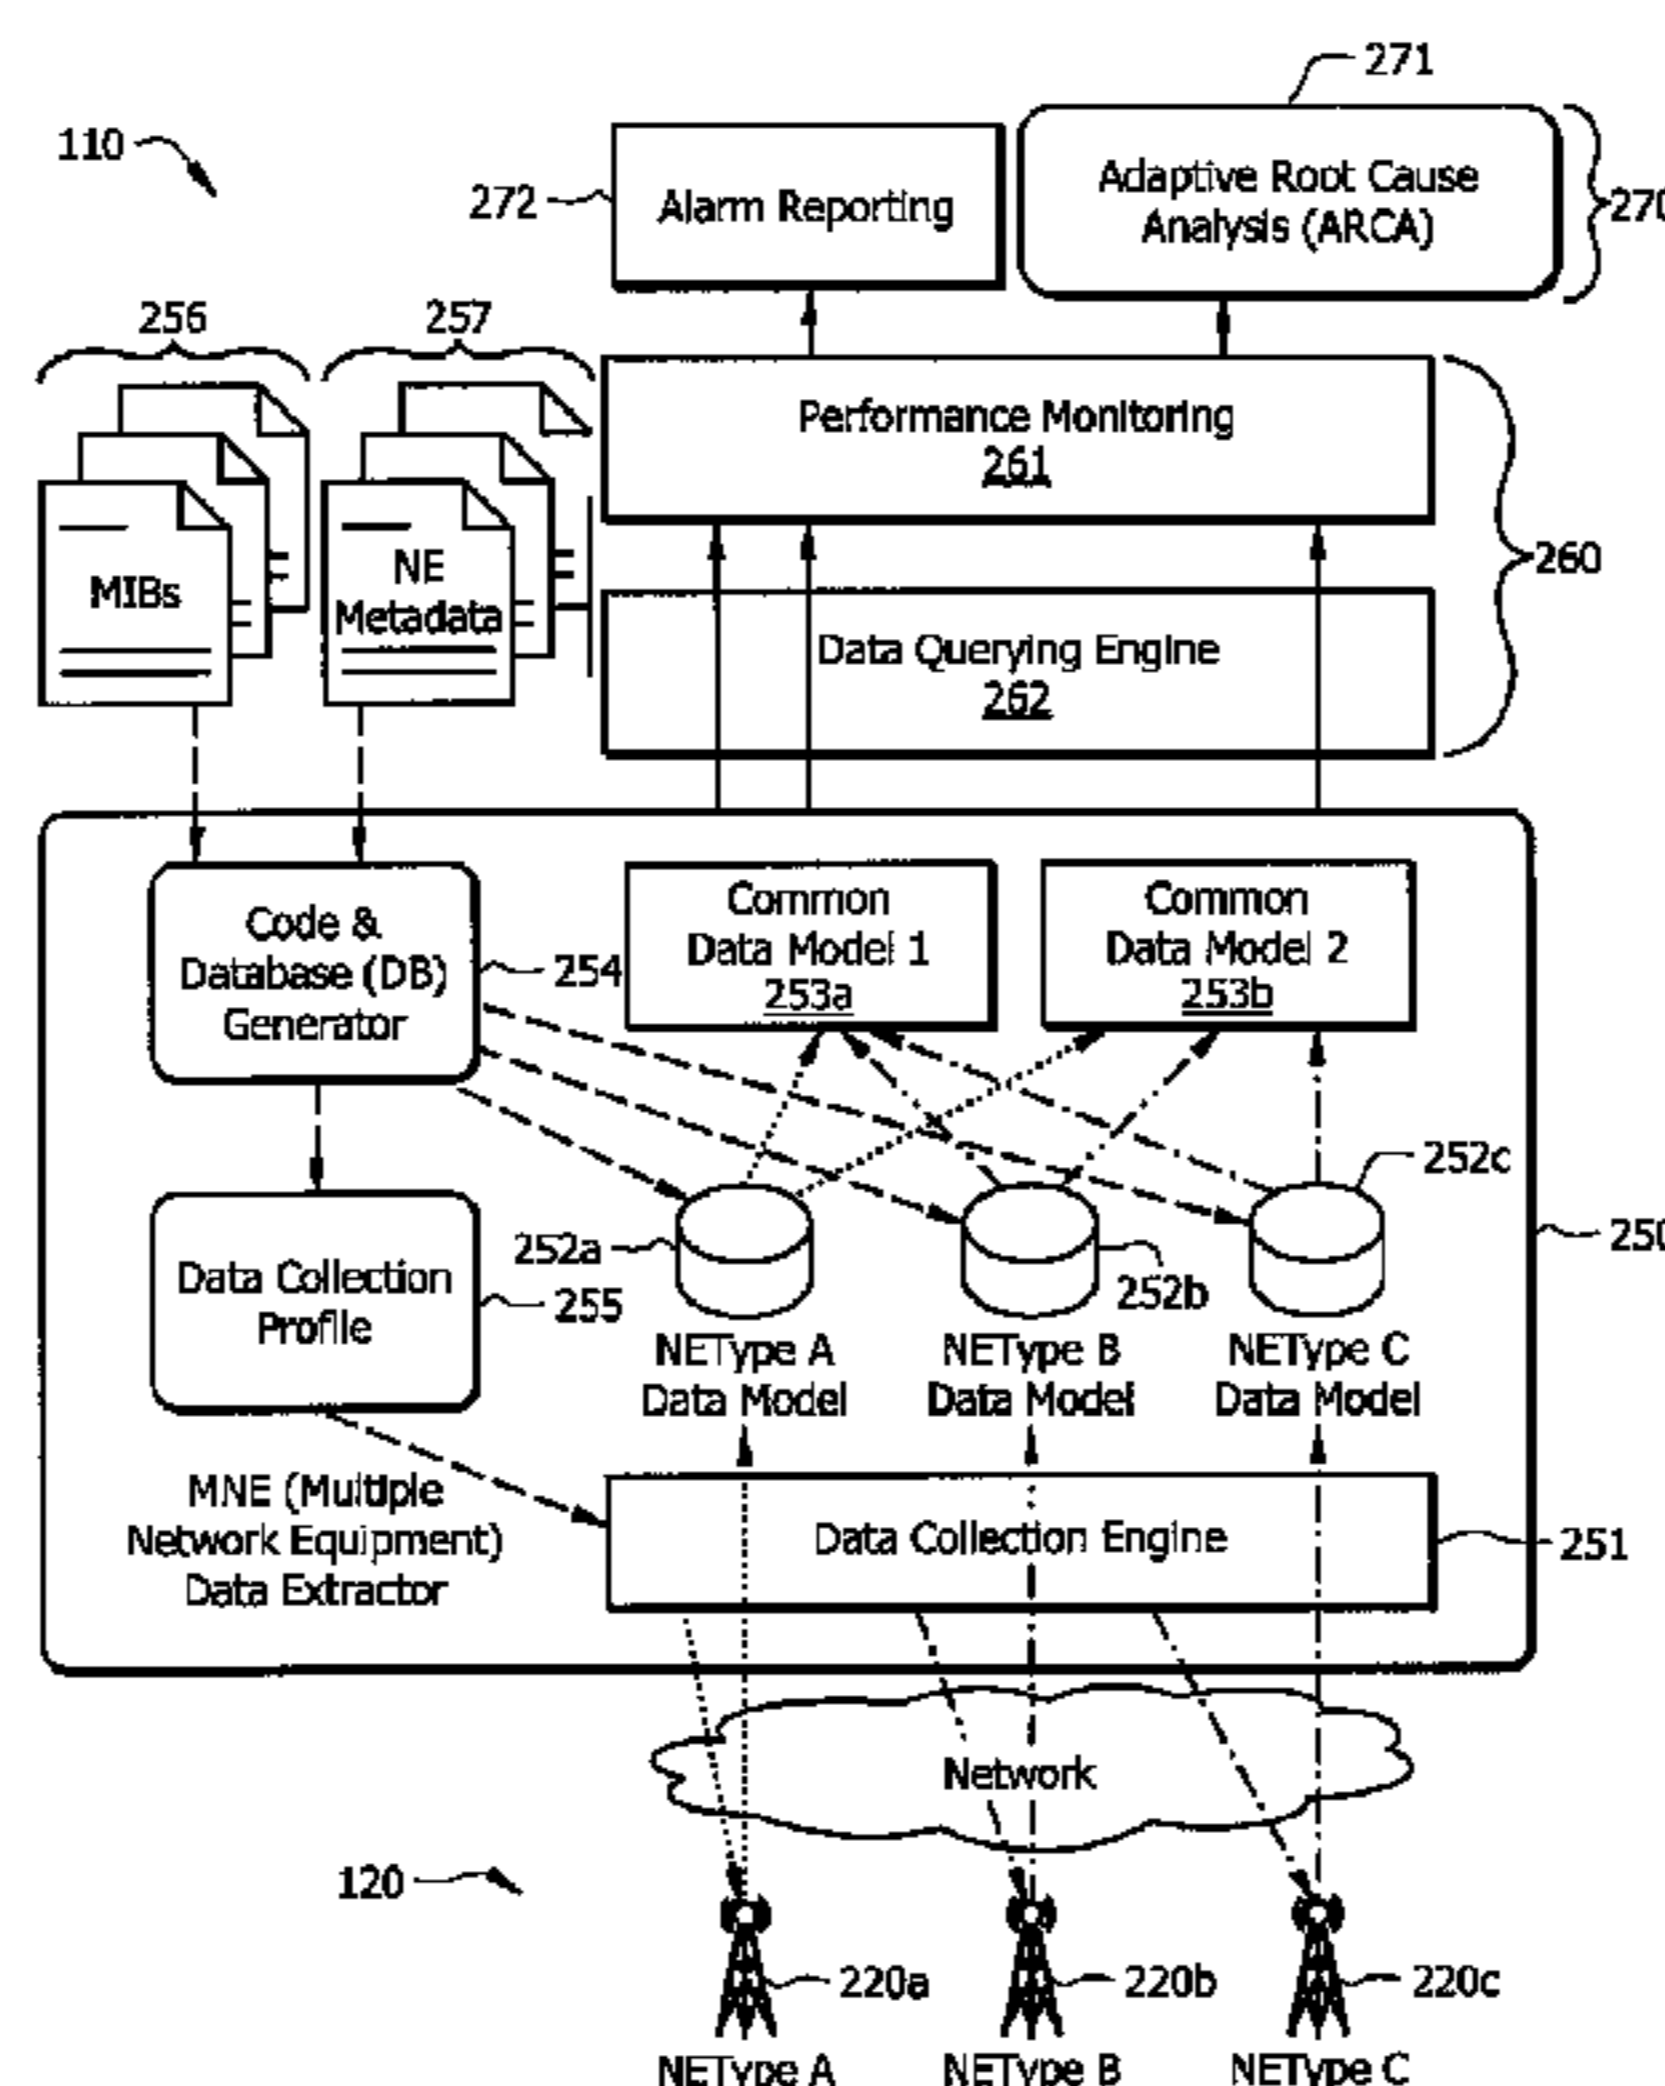 271
110
272
Alarm Reporting
Adaptive Root Cause
Analysis (ARCA)
270
256
257
Performance Monitoring
261
MIBs
NE
Metadata
260
Data Querying Engine
262
Code &
Database (DB)
Generator
254
Common
Data Model 1
253a
Common
Data Model 2
253b
252c
252a
252b
250
Data Collection
Profile
255
NEType A
Data Model
NEType B
Data Model
NEType C
Data Model
MNE (Multiple
Network Equipment)
Data Extractor
Data Collection Engine
251
Network
120
220a
220b
220c
NEType A
NEType B
NEType C